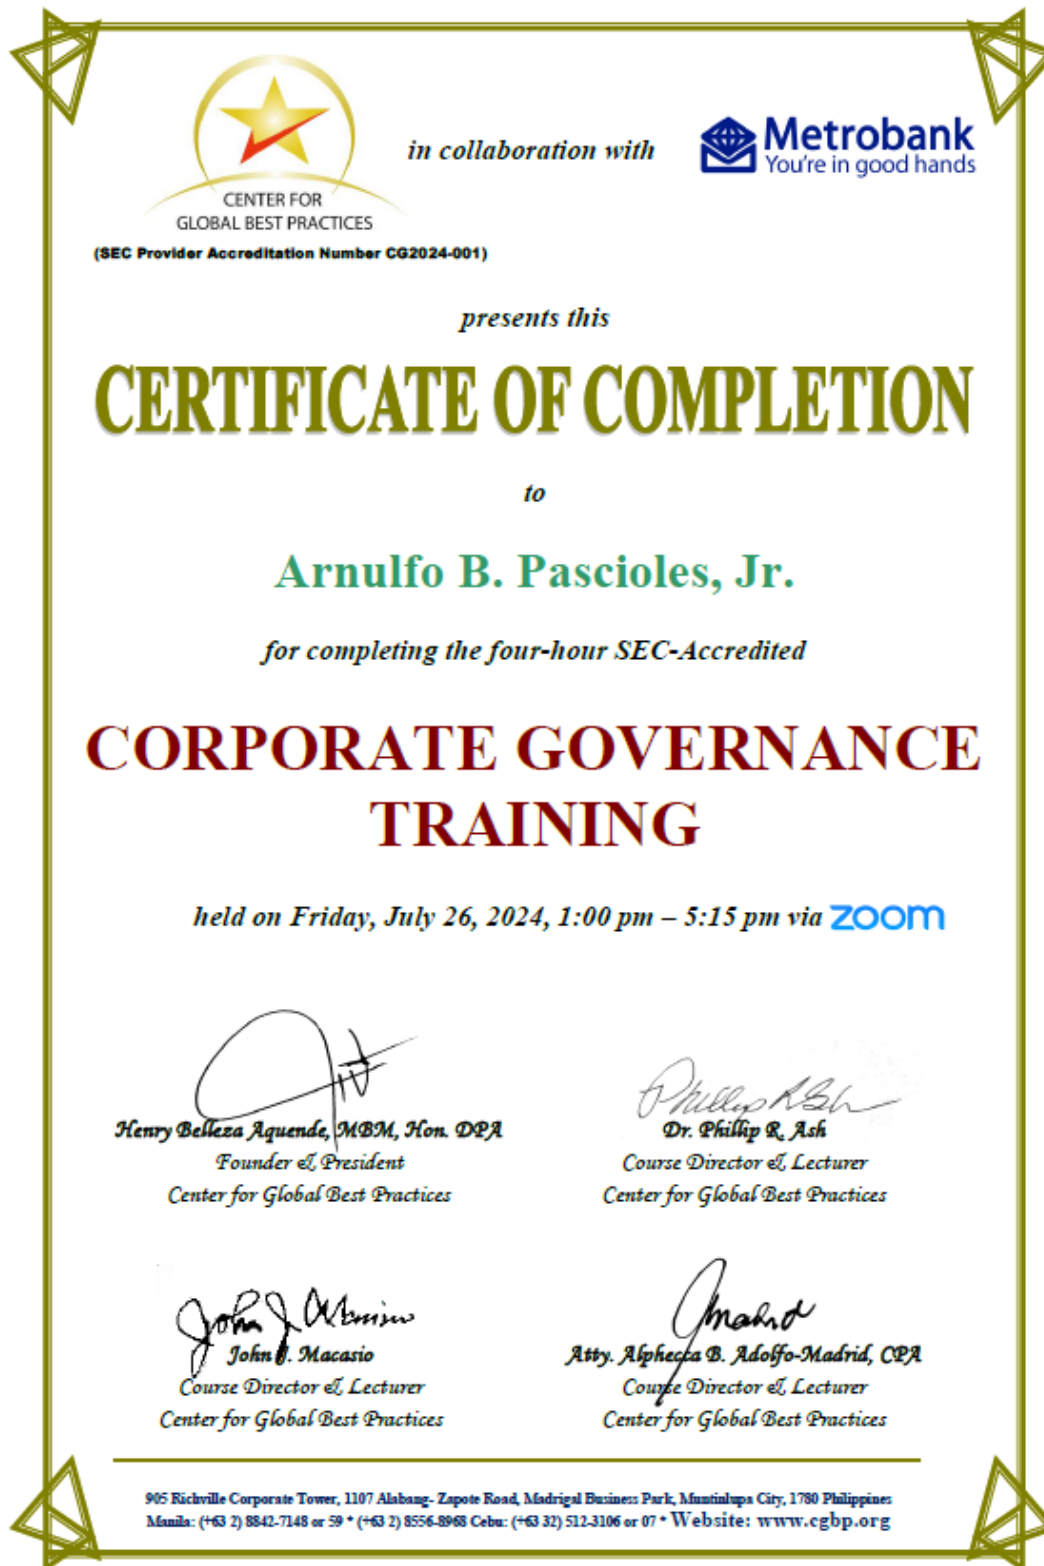 in collaboration with
Metrobank
You're in good hands
CENTER FOR
GLOBAL BEST PRACTICES
(SEC Provider Accreditation Number CG2024-001)
presents this
CERTIFICATE OF COMPLETION
to
Arnulfo B. Pascioles, Jr.
for completing the four-hour SEC-Accredited
CORPORATE GOVERNANCE
TRAINING
held on Friday, July 26, 2024, 1:00 pm – 5:15 pm via zoom
Phillip R Ash
Henry Belleza Aquende, MBM, Hon. DPA
Founder & President
Center for Global Best Practices
Dr. Phillip R. Ash
Course Director & Lecturer
Center for Global Best Practices
John J. Macasio
Course Director & Lecturer
Center for Global Best Practices
Atty. Alphecca B. Adolfo-Madrid, CPA
Course Director & Lecturer
Center for Global Best Practices
905 Richville Corporate Tower, 1107 Alabang- Zapote Road, Madrigal Business Park, Muntinlupa City, 1780 Philippines
Manila: (+63 2) 8842-7148 or 59 * (+63 2) 8556-8968 Cebu: (+63 32) 512-3106 or 07 * Website: www.cgbp.org